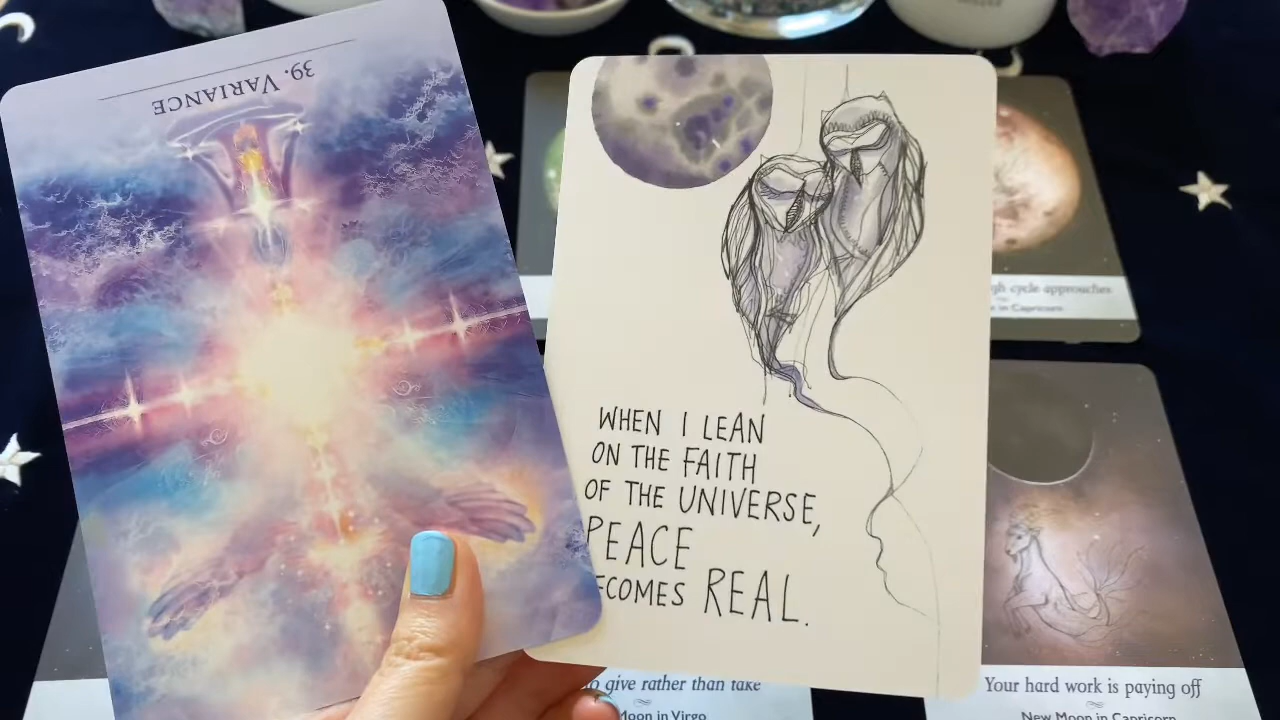 39. VARIANCE
WHEN I LEAN
ON THE FAITH
OF THE UNIVERSE,
PEACE
ECOMES REAL.
gh cycle approaches
in Capricorn
to give rather than take
Moon in Virgo
Your hard work is paying off
New Moon in Capricorn